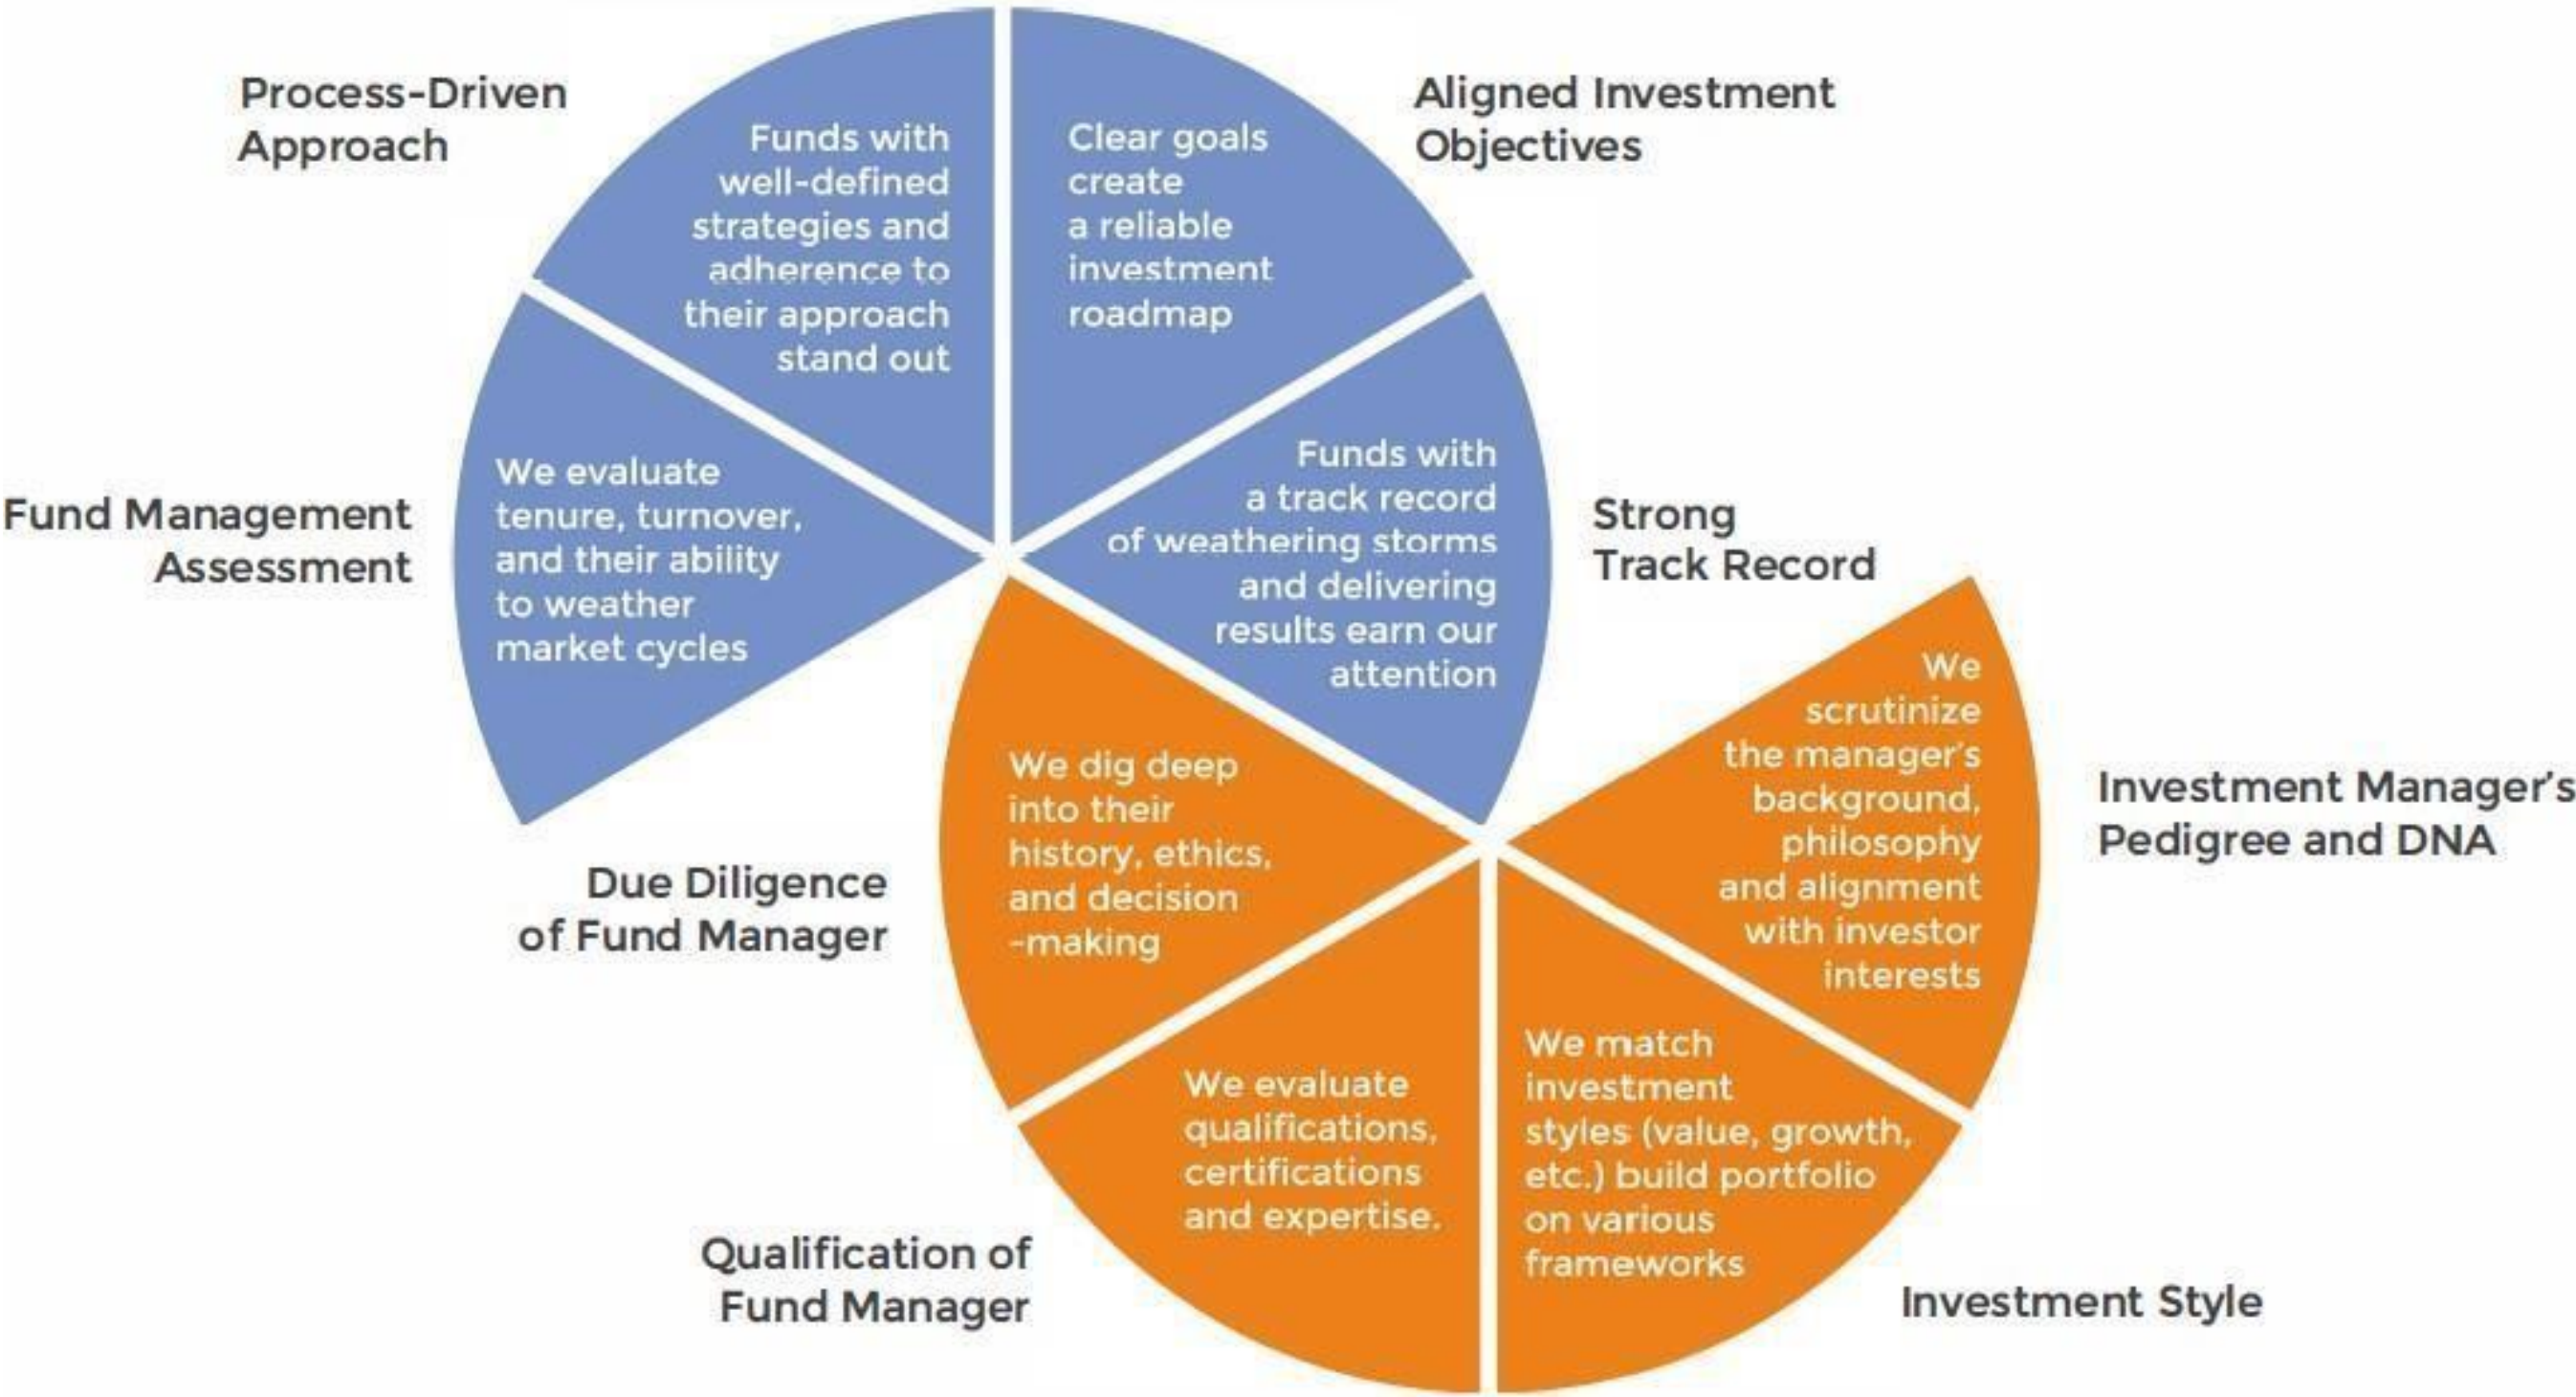 Process-Driven
Approach
Funds with
well-defined
strategies and
adherence to
their approach
stand out
Clear goals
create
a reliable
investment
roadmap
Aligned Investment
Objectives
Fund Management
Assessment
We evaluate
tenure, turnover,
and their ability
to weather
market cycles
Funds with
a track record
of weathering storms
and delivering
results earn our
attention
Strong
Track Record
Due Diligence
of Fund Manager
We dig deep
into their
history, ethics,
and decision
-making
We
scrutinize
the manager's
background,
philosophy
and alignment
with investor
interests
Investment Manager's
Pedigree and DNA
Qualification of
Fund Manager
We evaluate
qualifications,
certifications
and expertise.
We match
investment
styles (value, growth,
etc.) build portfolio
on various
frameworks
Investment Style